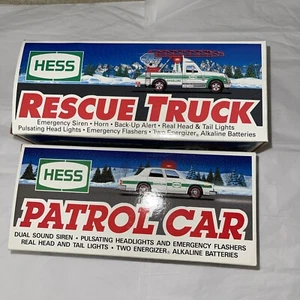 HESS
RESCUE TRUCK
Emergency Siren • Horn • Back-Up Alert • Real Head & Tail Lights
Pulsating Head Lights • Emergency Flashers • Two Energizer® Alkaline Batteries
HESS
PATROL CAR
DUAL SOUND SIREN • PULSATING HEADLIGHTS AND EMERGENCY FLASHERS
REAL HEAD AND TAIL LIGHTS • TWO ENERGIZER® ALKALINE BATTERIES